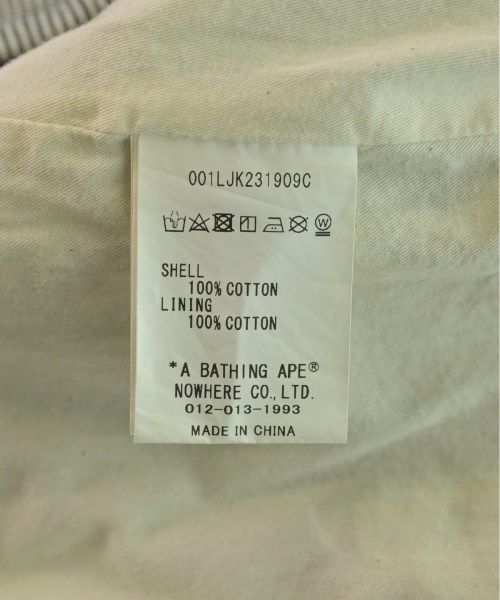 001LJK231909C
SHELL
100% COTTON
LINING
100% COTTON
*A BATHING APE®
NOWHERE CO., LTD.
012-013-1993
MADE IN CHINA